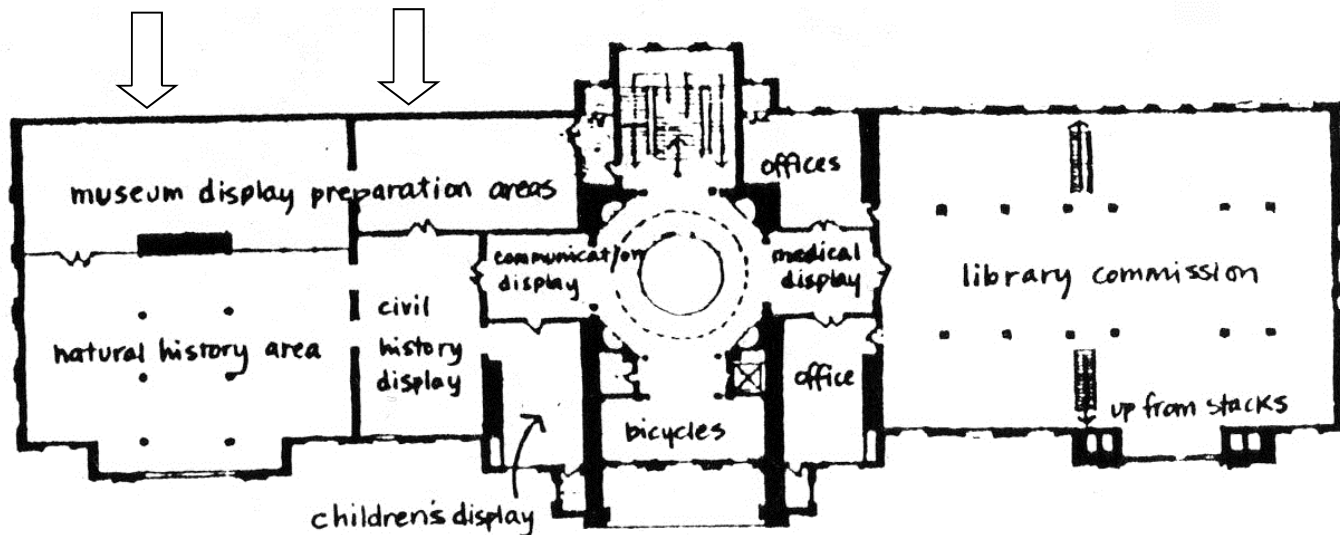 museum display preparation areas
natural history area
civil
history
display
communication
display
children's display
bicycles
offices
medical
display
office
library commission
up from stacks